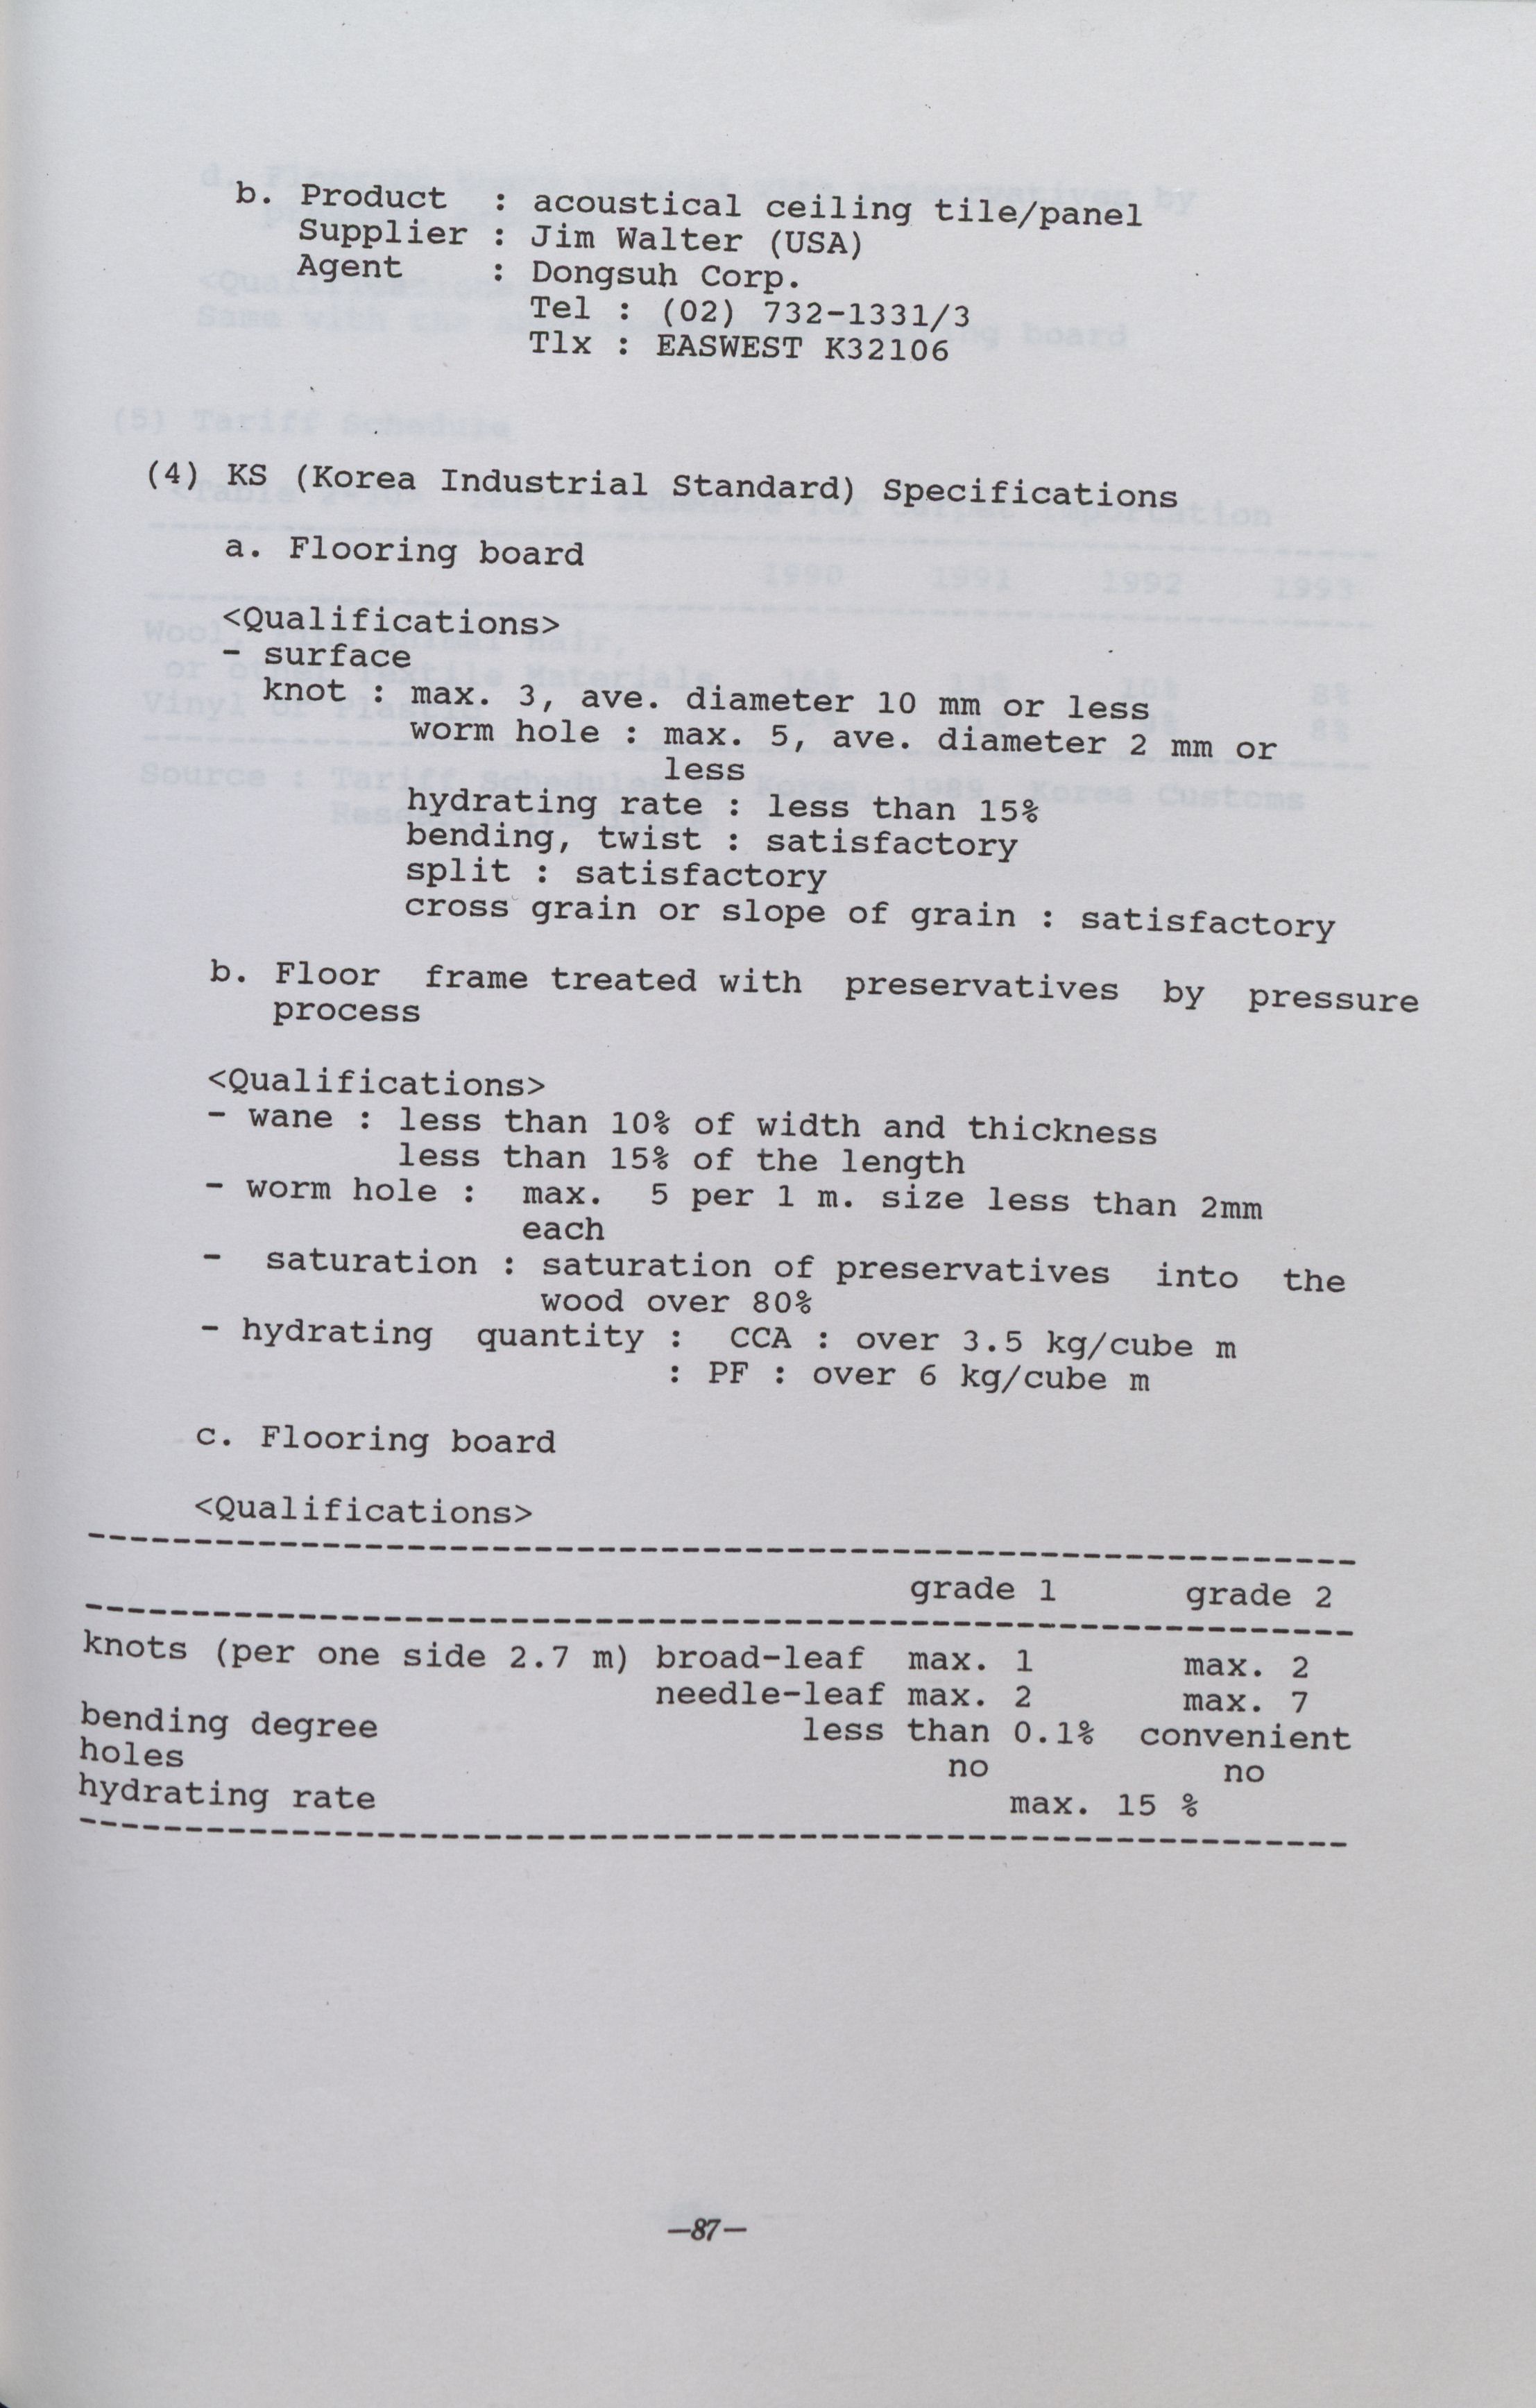 b. Product : acoustical ceiling tile/panel
Supplier : Jim Walter (USA)
Agent : Dongsuh Corp.
Tel : (02) 732-1331/3
Tlx : EASWEST K32106
(4) KS (Korea Industrial Standard) Specifications
a. Flooring board
<Qualifications>
- surface
knot : max. 3, ave. diameter 10 mm or less
worm hole : max. 5, ave. diameter 2 mm or
less
hydrating rate : less than 15%
bending, twist : satisfactory
split : satisfactory
cross grain or slope of grain : satisfactory
b. Floor frame treated with preservatives by pressure
process
<Qualifications>
- wane : less than 10% of width and thickness
less than 15% of the length
- worm hole : max. 5 per 1 m. size less than 2mm
each
- saturation : saturation of preservatives into the
wood over 80%
- hydrating quantity : CCA : over 3.5 kg/cube m
: PF : over 6 kg/cube m
c. Flooring board
<Qualifications>
grade 1 grade 2
knots (per one side 2.7 m) broad-leaf max. 1 max. 2
needle-leaf max. 2 max. 7
bending degree less than 0.1% convenient
holes no no
hydrating rate max. 15 %
—87—